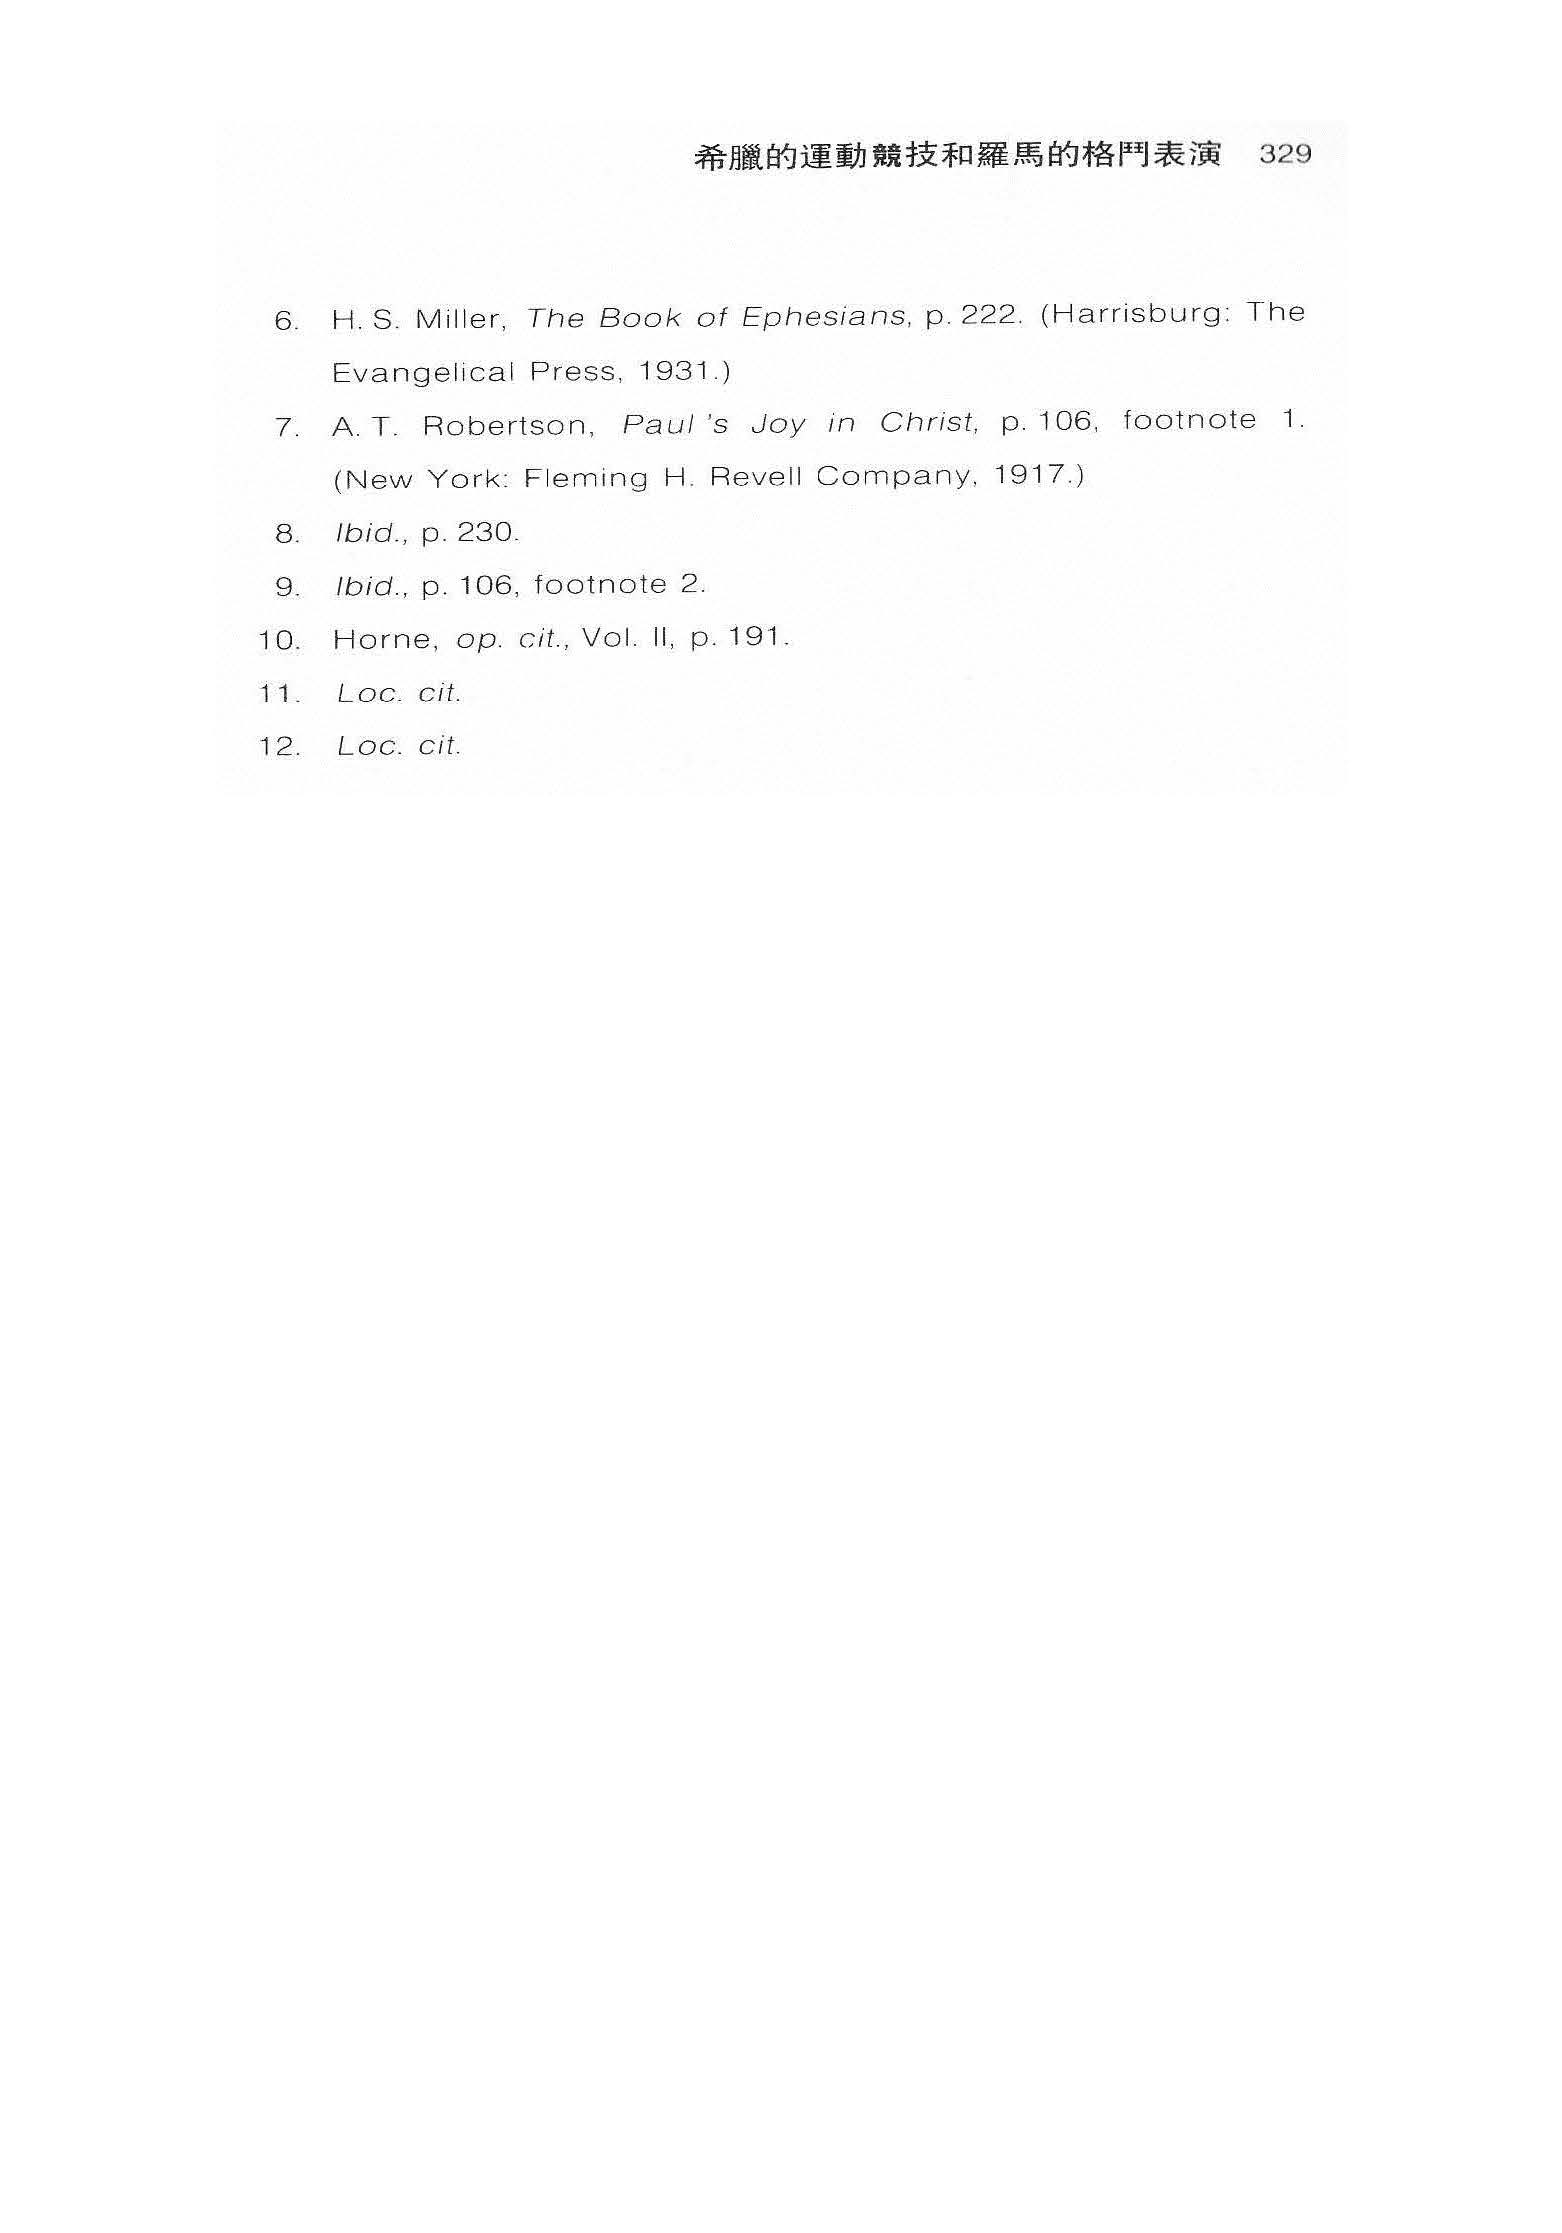 希臘的運動競技和羅馬的格鬥表演 329
6. H. S. Miller, The Book of Ephesians, p. 222. (Harrisburg: The
Evangelical Press, 1931.)
7. A. T. Robertson, Paul 's Joy in Christ, p. 106, footnote 1.
(New York: Fleming H. Revell Company, 1917.)
8. Ibid., p. 230.
9. Ibid., p. 106, footnote 2.
10. Horne, op. cit., Vol. II, p. 191.
11. Loc. cit.
12. Loc. cit.